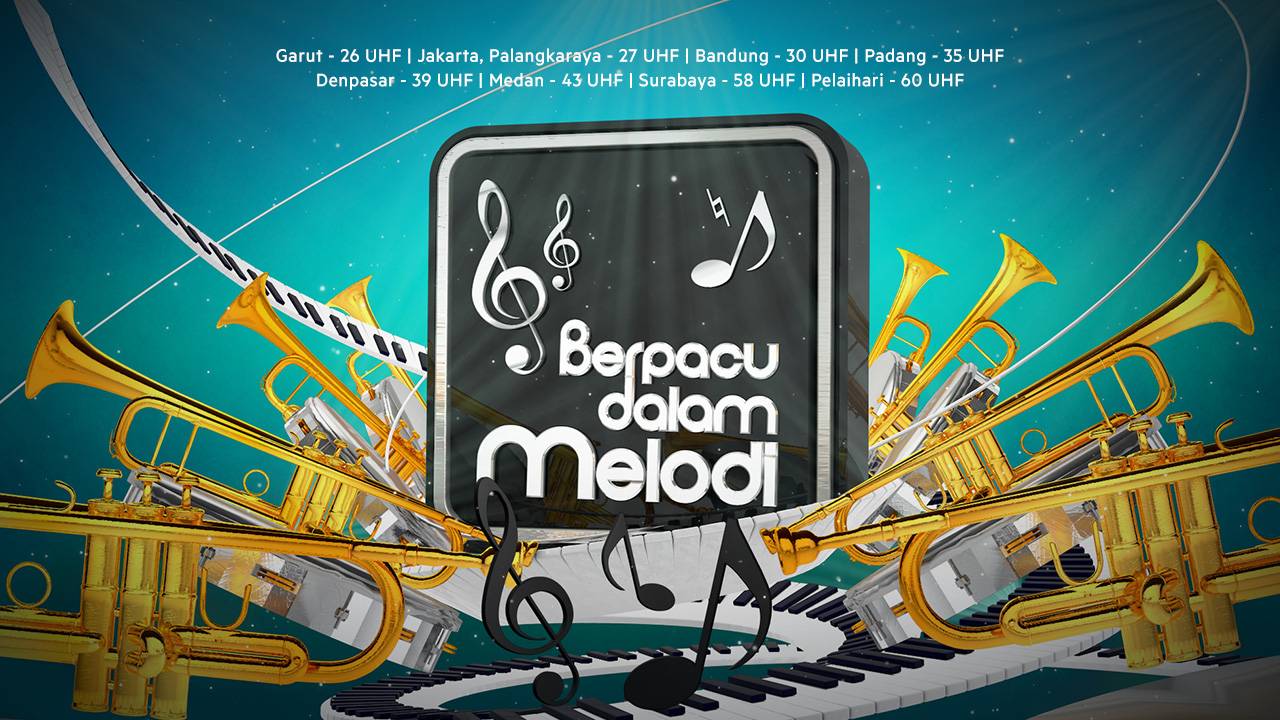 Garut - 26 UHF | Jakarta, Palangkaraya - 27 UHF | Bandung - 30 UHF | Padang - 35 UHF
Denpasar - 39 UHF | Medan - 43 UHF | Surabaya - 58 UHF | Pelaihari - 60 UHF
Berpacu
dalam
Melodi